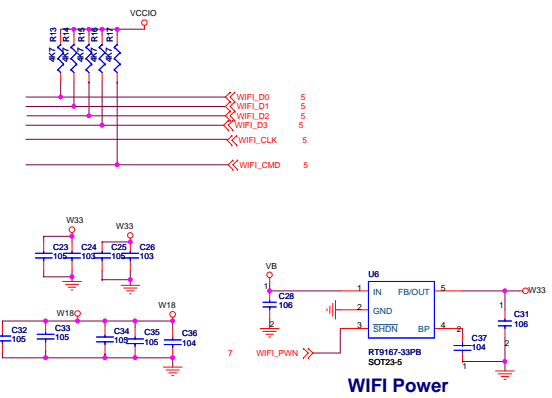 VCCIO
4K7 R13
4K7 R14
4K7 R15
4K7 R16
4K7 R17
WIFI_D0 5
WIFI_D1 5
WIFI_D2 5
WIFI_D3 5
WIFI_CLK 5
WIFI_CMD 5
W33 W33
C23 C24 C25 C26
105 103 105 103
W18 W18
C32 C33 C34 C35 C36
105 105 105 105 104
VB
1
C28
106
2
U6
1 IN FB/OUT 5
2 GND
3 SHDN BP 4
RT9167-33PB
SOT23-5
7 WIFI_PWN
W33
1
C31
106
2
2
C37
104
1
WIFI Power